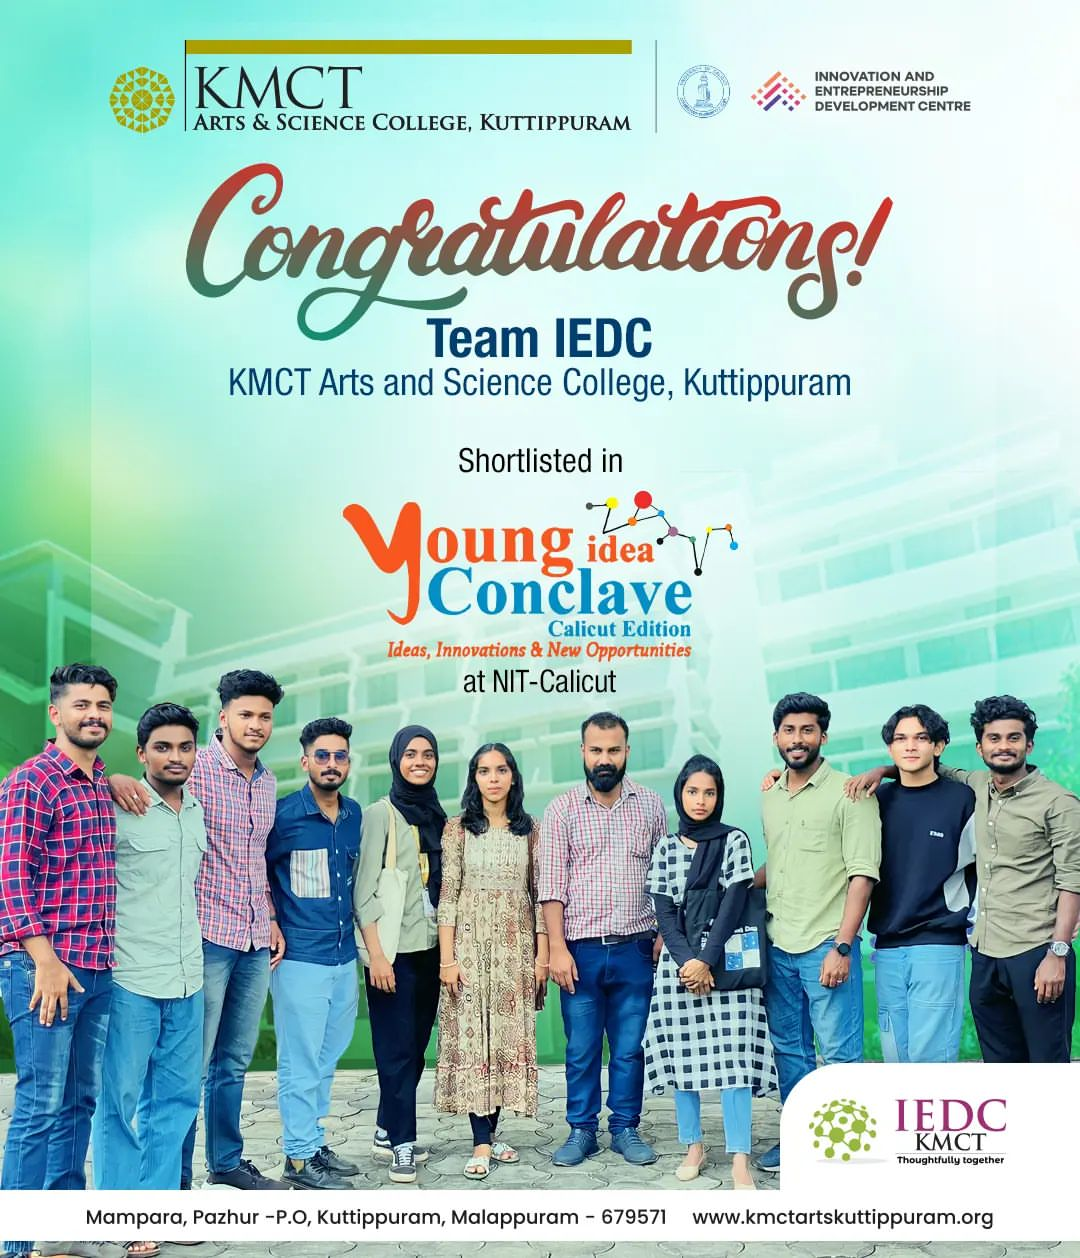 KMCT
ARTS & SCIENCE COLLEGE, KUTTIPPURAM
INNOVATION AND
ENTREPRENEURSHIP
DEVELOPMENT CENTRE
Congratulations!
Team IEDC
KMCT Arts and Science College, Kuttippuram
Shortlisted in
Young idea
Conclave
Calicut Edition
Ideas, Innovations & New Opportunities
at NIT-Calicut
IEDC
KMCT
Thoughtfully together
Mampara, Pazhur -P.O, Kuttippuram, Malappuram - 679571 www.kmctartskuttippuram.org